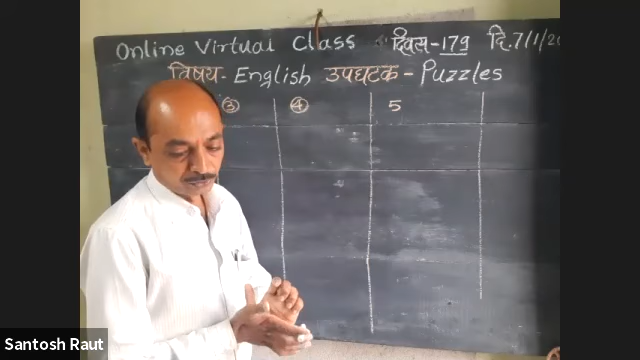 Online Virtual Class दिवस-179 दि.7/1/20
विषय- English उपघटक - Puzzles
③ ④ 5
Santosh Raut